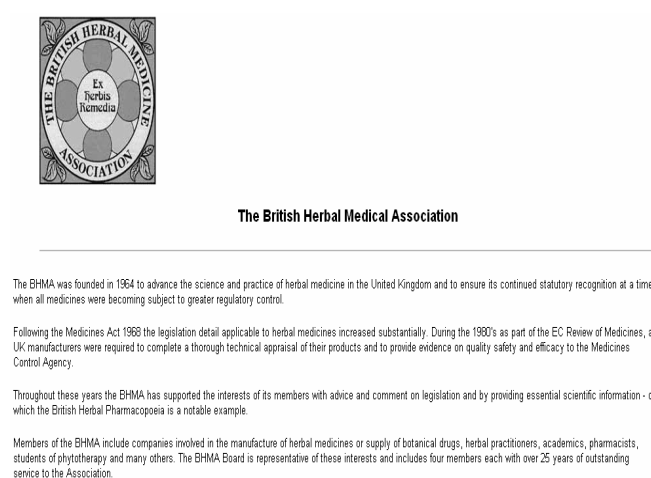 THE BRITISH HERBAL MEDICINE
ASSOCIATION
Ex
Herbis
Remedia
The British Herbal Medical Association
The BHMA was founded in 1964 to advance the science and practice of herbal medicine in the United Kingdom and to ensure its continued statutory recognition at a time
when all medicines were becoming subject to greater regulatory control.
Following the Medicines Act 1968 the legislation detail applicable to herbal medicines increased substantially. During the 1980's as part of the EC Review of Medicines,
UK manufacturers were required to complete a thorough technical appraisal of their products and to provide evidence on quality safety and efficacy to the Medicines
Control Agency.
Throughout these years the BHMA has supported the interests of its members with advice and comment on legislation and by providing essential scientific information -
which the British Herbal Pharmacopoeia is a notable example.
Members of the BHMA include companies involved in the manufacture of herbal medicines or supply of botanical drugs, herbal practitioners, academics, pharmacists,
students of phytotherapy and many others. The BHMA Board is representative of these interests and includes four members each with over 25 years of outstanding
service to the Association.